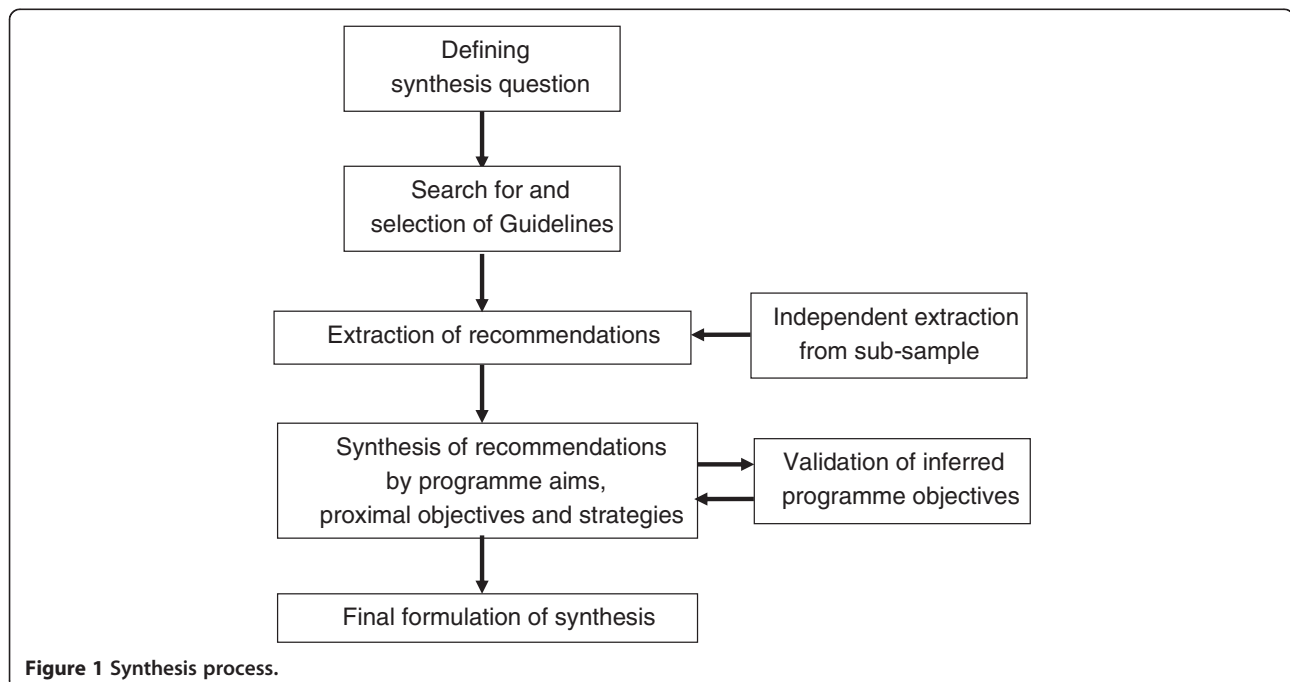 Defining
synthesis question
Search for and
selection of Guidelines
Extraction of recommendations
Independent extraction
from sub-sample
Synthesis of recommendations
by programme aims,
proximal objectives and strategies
Validation of inferred
programme objectives
Final formulation of synthesis
Figure 1 Synthesis process.